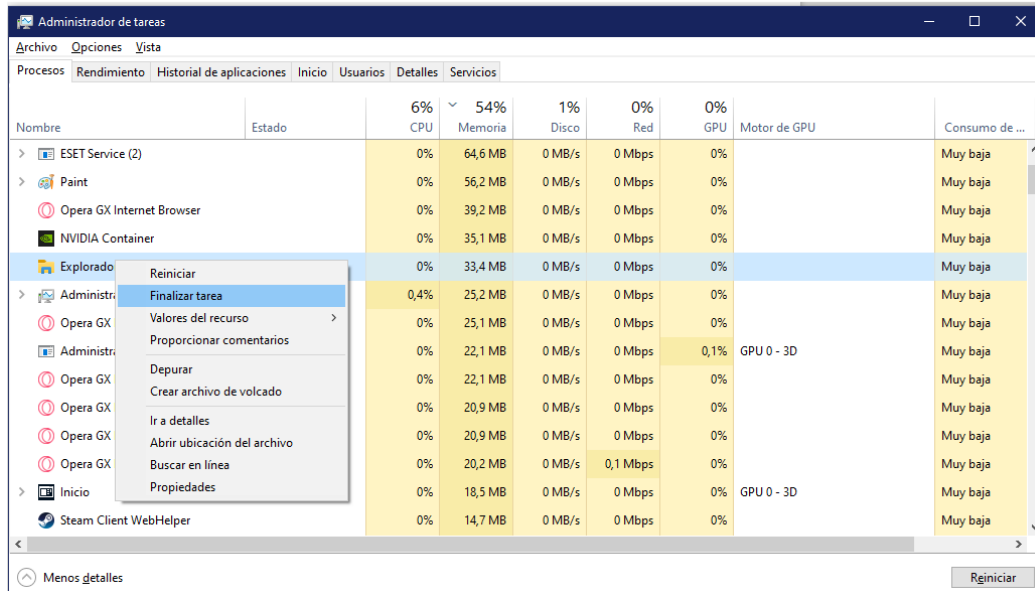 Administrador de tareas
Archivo Opciones Vista
Procesos Rendimiento Historial de aplicaciones Inicio Usuarios Detalles Servicios
6% 54% 1% 0% 0%
Nombre Estado CPU Memoria Disco Red GPU Motor de GPU Consumo de ...
ESET Service (2) 0% 64,6 MB 0 MB/s 0 Mbps 0% Muy baja
Paint 0% 56,2 MB 0 MB/s 0 Mbps 0% Muy baja
Opera GX Internet Browser 0% 39,2 MB 0 MB/s 0 Mbps 0% Muy baja
NVIDIA Container 0% 35,1 MB 0 MB/s 0 Mbps 0% Muy baja
Explorado 0% 33,4 MB 0 MB/s 0 Mbps 0% Muy baja
Reiniciar
Administra 0,4% 25,2 MB 0 MB/s 0 Mbps 0% Muy baja
Finalizar tarea
Opera GX 0% 25,1 MB 0 MB/s 0 Mbps 0% Muy baja
Valores del recurso
Proporcionar comentarios
Administra 0% 22,1 MB 0 MB/s 0 Mbps 0,1% GPU 0 - 3D Muy baja
Depurar
Opera GX 0% 22,1 MB 0 MB/s 0 Mbps 0% Muy baja
Crear archivo de volcado
Opera GX 0% 20,9 MB 0 MB/s 0 Mbps 0% Muy baja
Ir a detalles
Opera GX 0% 20,9 MB 0 MB/s 0 Mbps 0% Muy baja
Abrir ubicación del archivo
Opera GX 0% 20,2 MB 0 MB/s 0,1 Mbps 0% Muy baja
Buscar en línea
Propiedades
Inicio 0% 18,5 MB 0 MB/s 0 Mbps 0% GPU 0 - 3D Muy baja
Steam Client WebHelper 0% 14,7 MB 0 MB/s 0 Mbps 0% Muy baja
Menos detalles Reiniciar